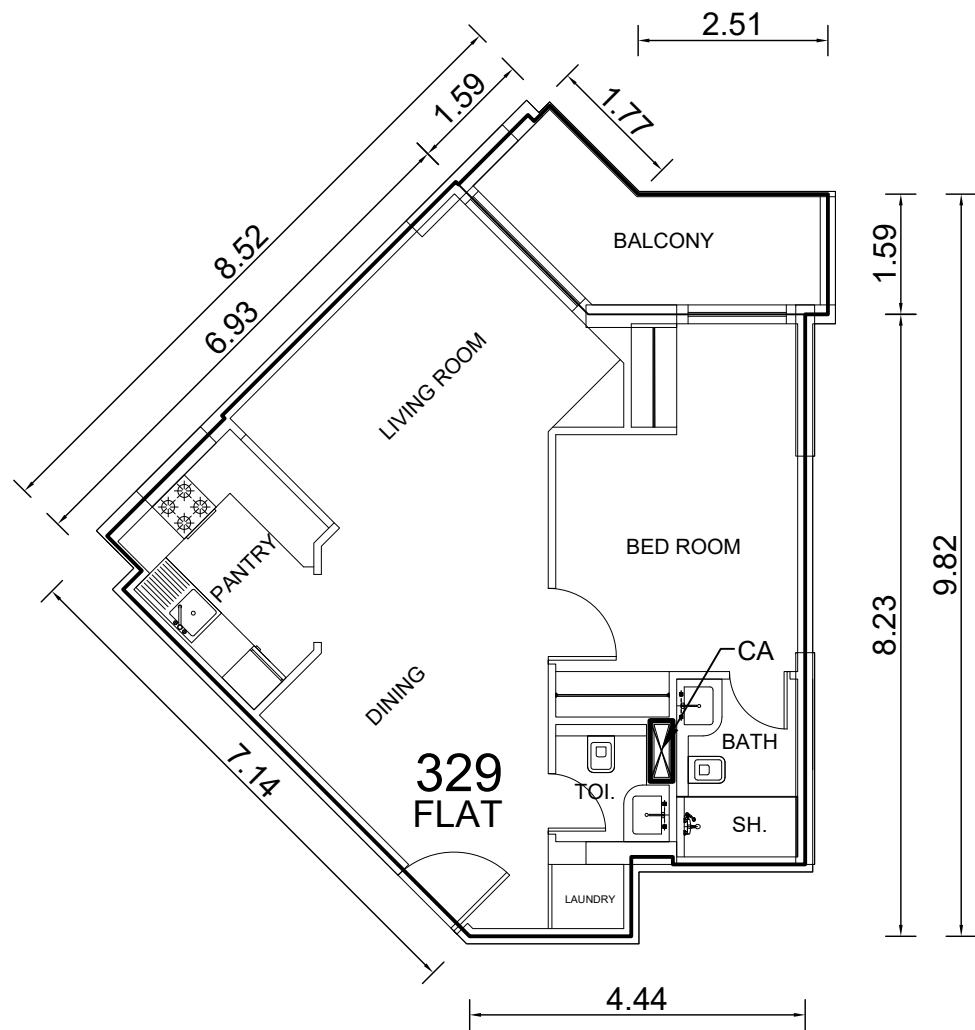 2.51
1.59
1.77
8.52
6.93
BALCONY
1.59
LIVING ROOM
9.82
8.23
PANTRY
BED ROOM
CA
DINING
BATH
329
FLAT
TOI.
SH.
7.14
LAUNDRY
4.44